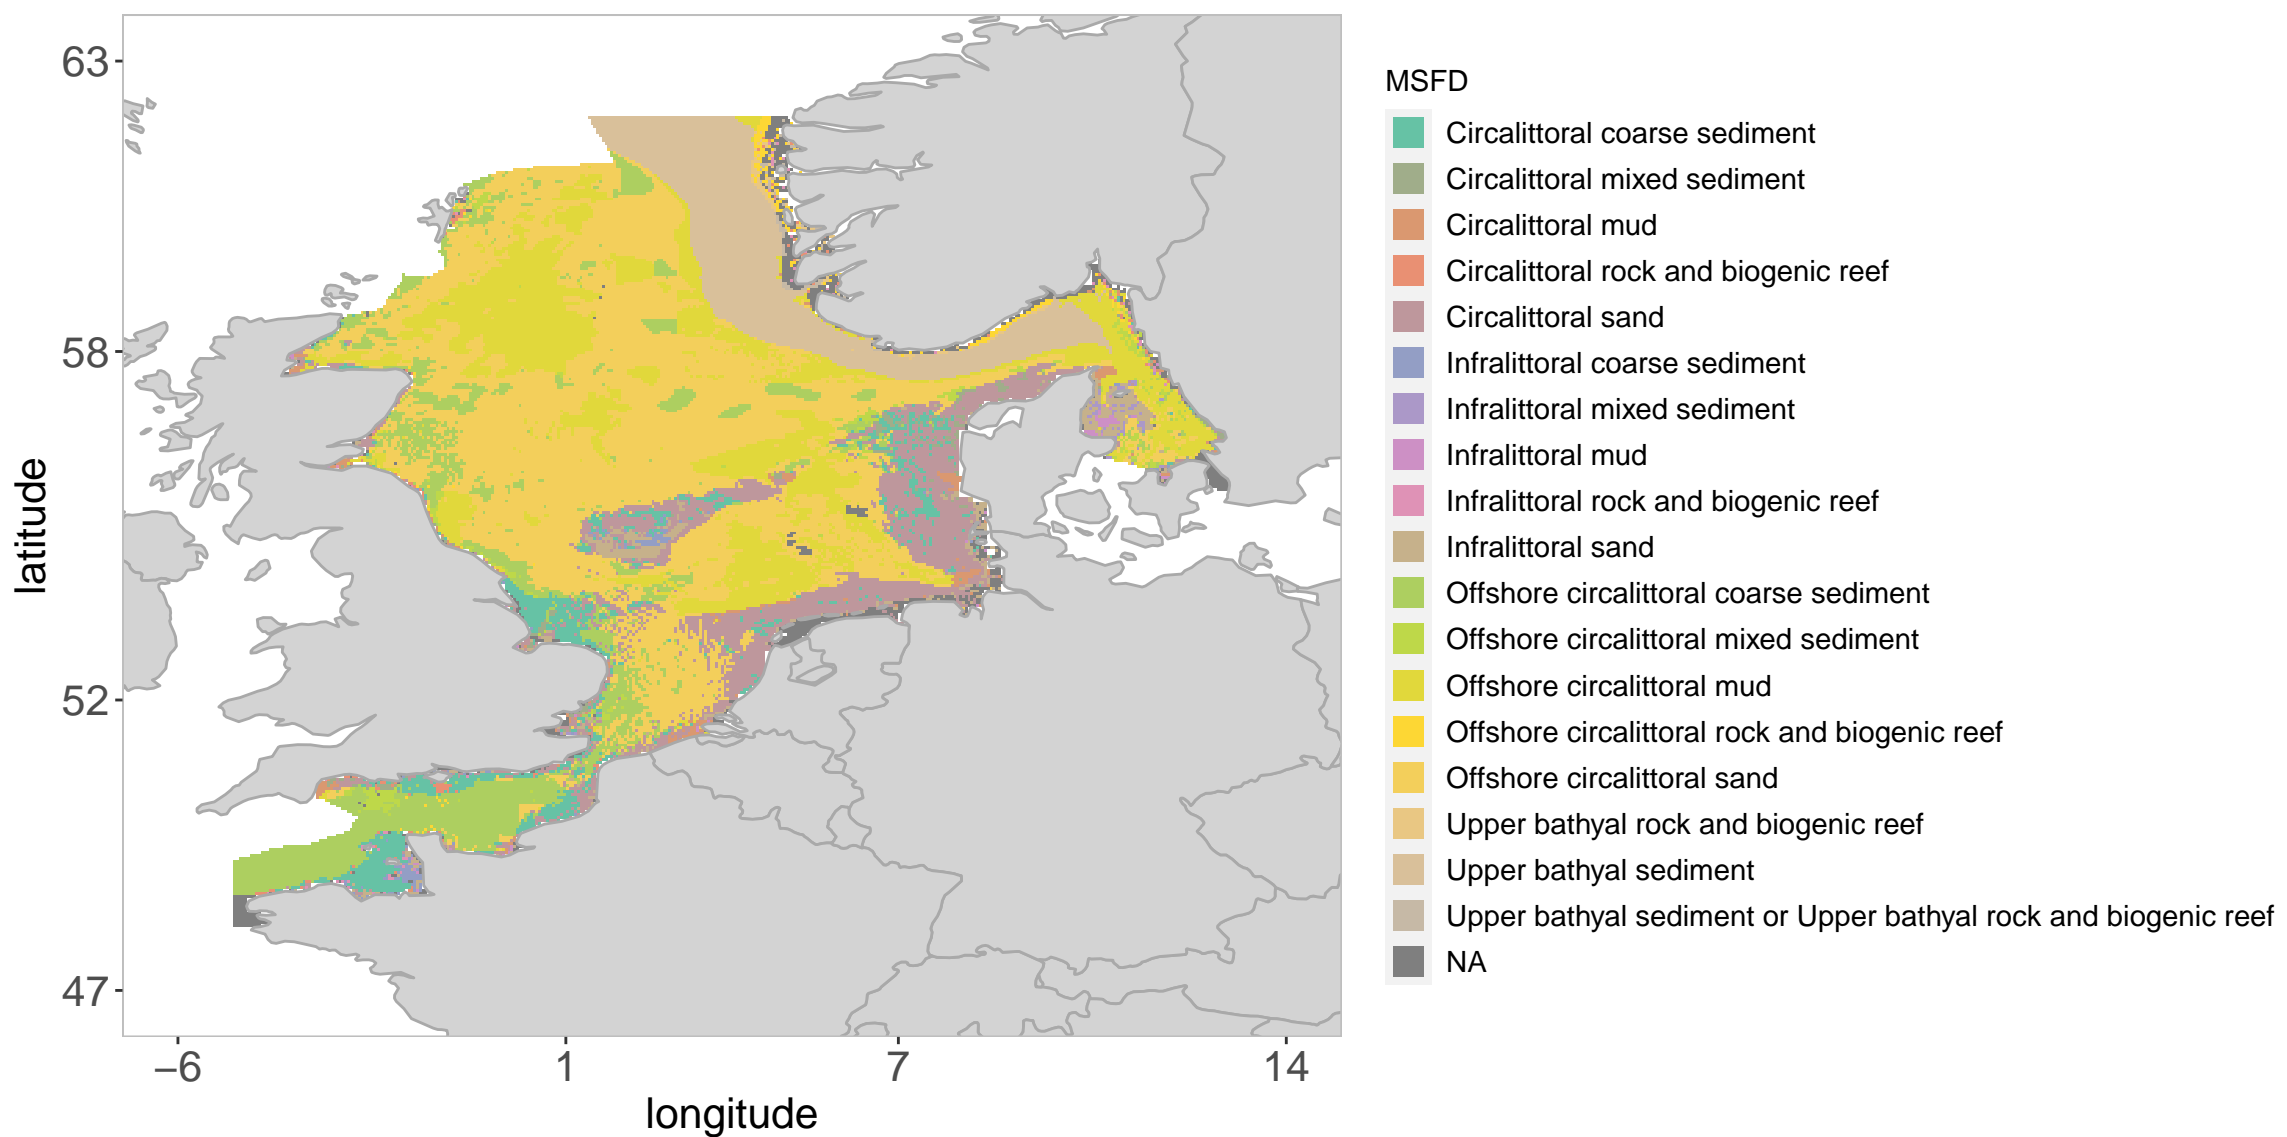 63
58
52
47
latitude
−6
1
7
14
longitude
MSFD
Circalittoral coarse sediment
Circalittoral mixed sediment
Circalittoral mud
Circalittoral rock and biogenic reef
Circalittoral sand
Infralittoral coarse sediment
Infralittoral mixed sediment
Infralittoral mud
Infralittoral rock and biogenic reef
Infralittoral sand
Offshore circalittoral coarse sediment
Offshore circalittoral mixed sediment
Offshore circalittoral mud
Offshore circalittoral rock and biogenic reef
Offshore circalittoral sand
Upper bathyal rock and biogenic reef
Upper bathyal sediment
Upper bathyal sediment or Upper bathyal rock and biogenic reef
NA